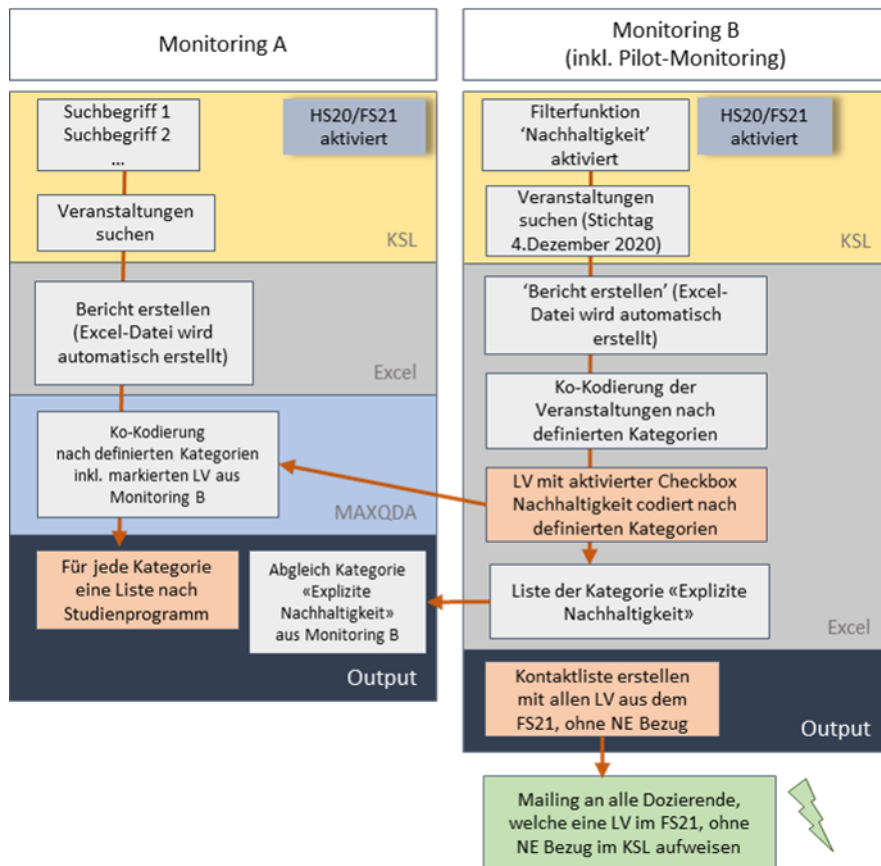 Monitoring A
Suchbegriff 1
Suchbegriff 2
...
HS20/FS21
aktiviert
Veranstaltungen
suchen
KSL
Bericht erstellen
(Excel-Datei wird
automatisch erstellt)
Excel
Ko-Kodierung
nach definierten Kategorien
inkl. markierten LV aus
Monitoring B
MAXQDA
Für jede Kategorie
eine Liste nach
Studienprogramm
Abgleich Kategorie
«Explizite
Nachhaltigkeit»
aus Monitoring B
Output
Monitoring B
(inkl. Pilot-Monitoring)
Filterfunktion
‘Nachhaltigkeit’
aktiviert
HS20/FS21
aktiviert
Veranstaltungen
suchen (Stichtag
4.Dezember 2020)
KSL
‘Bericht erstellen’ (Excel-
Datei wird automatisch
erstellt)
Ko-Kodierung der
Veranstaltungen nach
definierten Kategorien
LV mit aktivierter Checkbox
Nachhaltigkeit codiert nach
definierten Kategorien
Liste der Kategorie «Explizite
Nachhaltigkeit»
Excel
Kontaktliste erstellen
mit allen LV aus dem
FS21, ohne NE Bezug
Output
Mailing an alle Dozierende,
welche eine LV im FS21, ohne
NE Bezug im KSL aufweisen